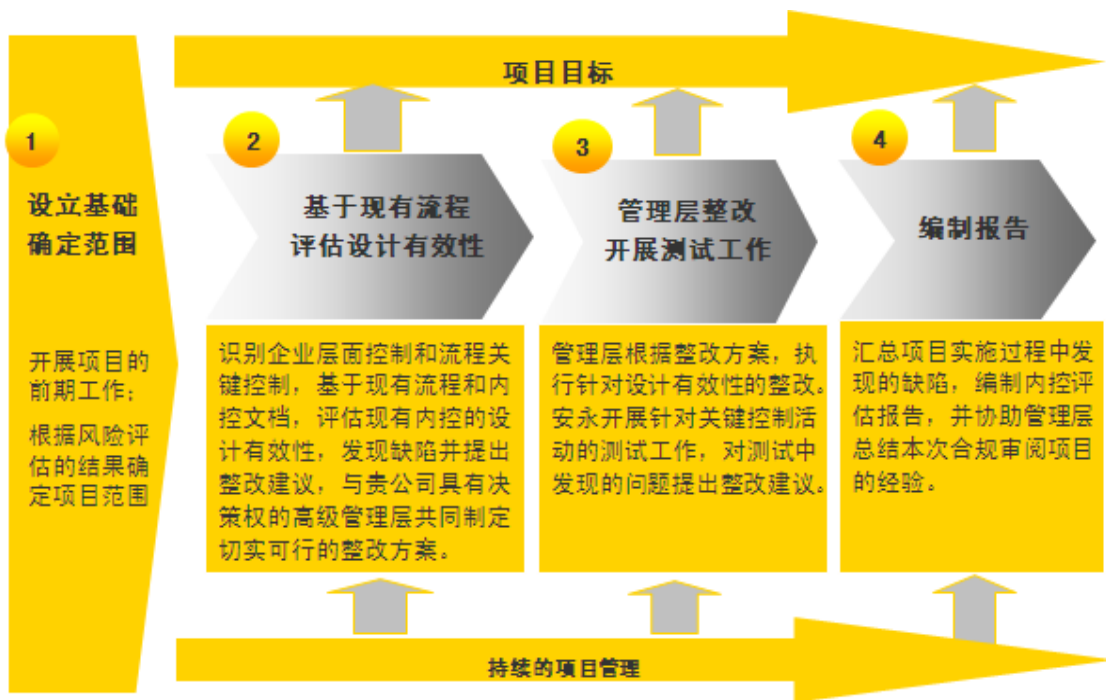 项目目标
1
设立基础
确定范围
开展项目的
前期工作；
根据风险评
估的结果确
定项目范围
2
基于现有流程
评估设计有效性
识别企业层面控制和流程关
键控制，基于现有流程和内
控文档，评估现有内控的设
计有效性，发现缺陷并提出
整改建议，与贵公司具有决
策权的高级管理层共同制定
切实可行的整改方案。
3
管理层整改
开展测试工作
管理层根据整改方案，执
行针对设计有效性的整改。
安永开展针对关键控制活
动的测试工作，对测试中
发现的问题提出整改建议。
4
编制报告
汇总项目实施过程中发
现的缺陷，编制内控评
估报告，并协助管理层
总结本次合规审阅项目
的经验。
持续的项目管理